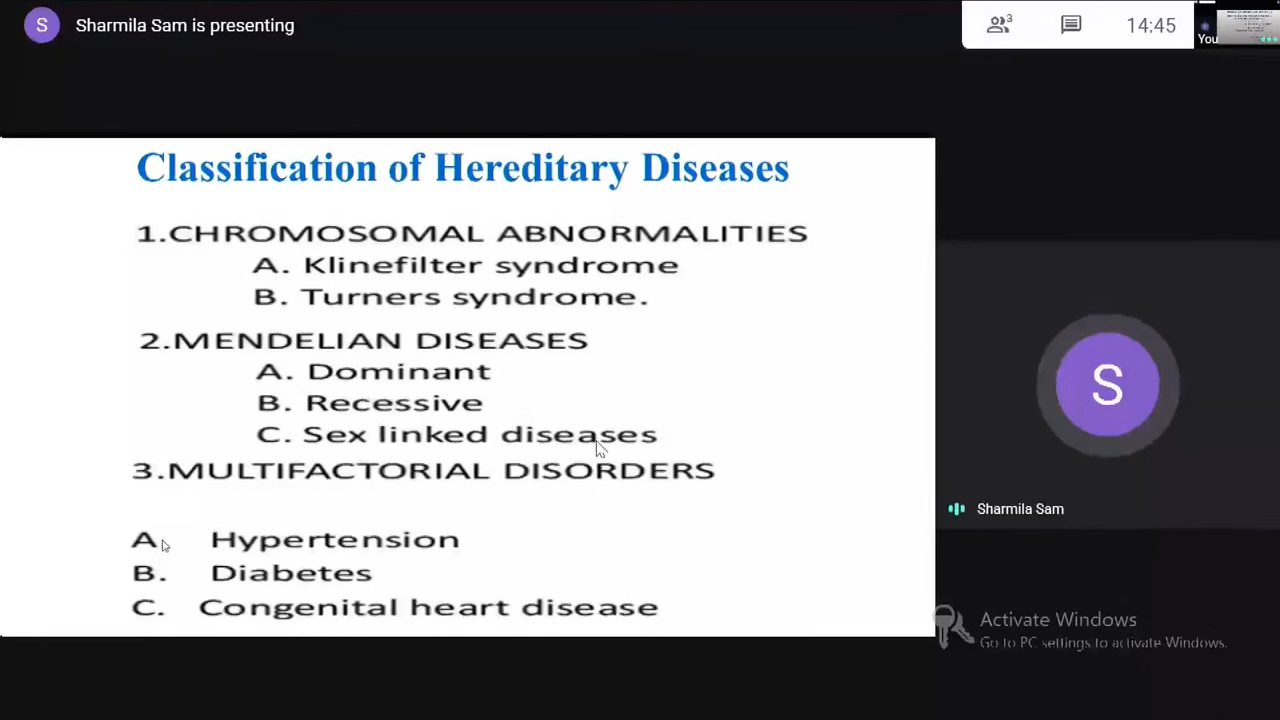 S
Sharmila Sam is presenting
3
14:45
You
Classification of Hereditary Diseases
1.CHROMOSOMAL ABNORMALITIES
A. Klinefilter syndrome
B. Turners syndrome.
2.MENDELIAN DISEASES
A. Dominant
B. Recessive
C. Sex linked diseases
3.MULTIFACTORIAL DISORDERS
A. Hypertension
B. Diabetes
C. Congenital heart disease
S
Sharmila Sam
Activate Windows
Go to PC settings to activate Windows.